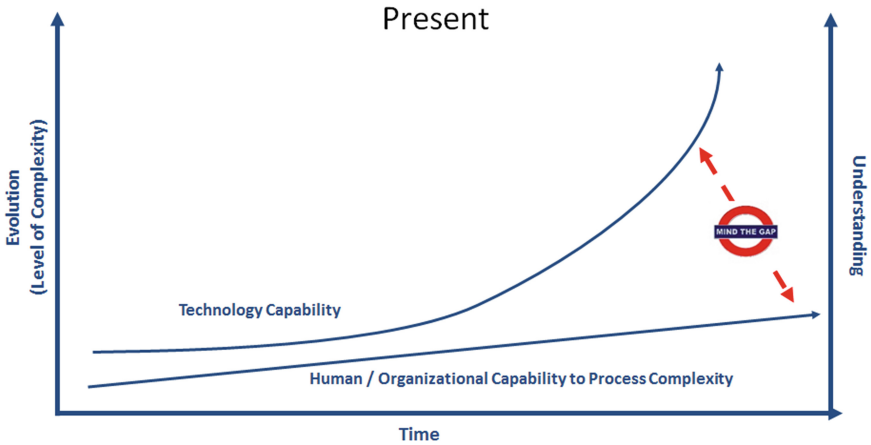 Present
Evolution
(Level of Complexity)
Understanding
MIND THE GAP
Technology Capability
Human / Organizational Capability to Process Complexity
Time